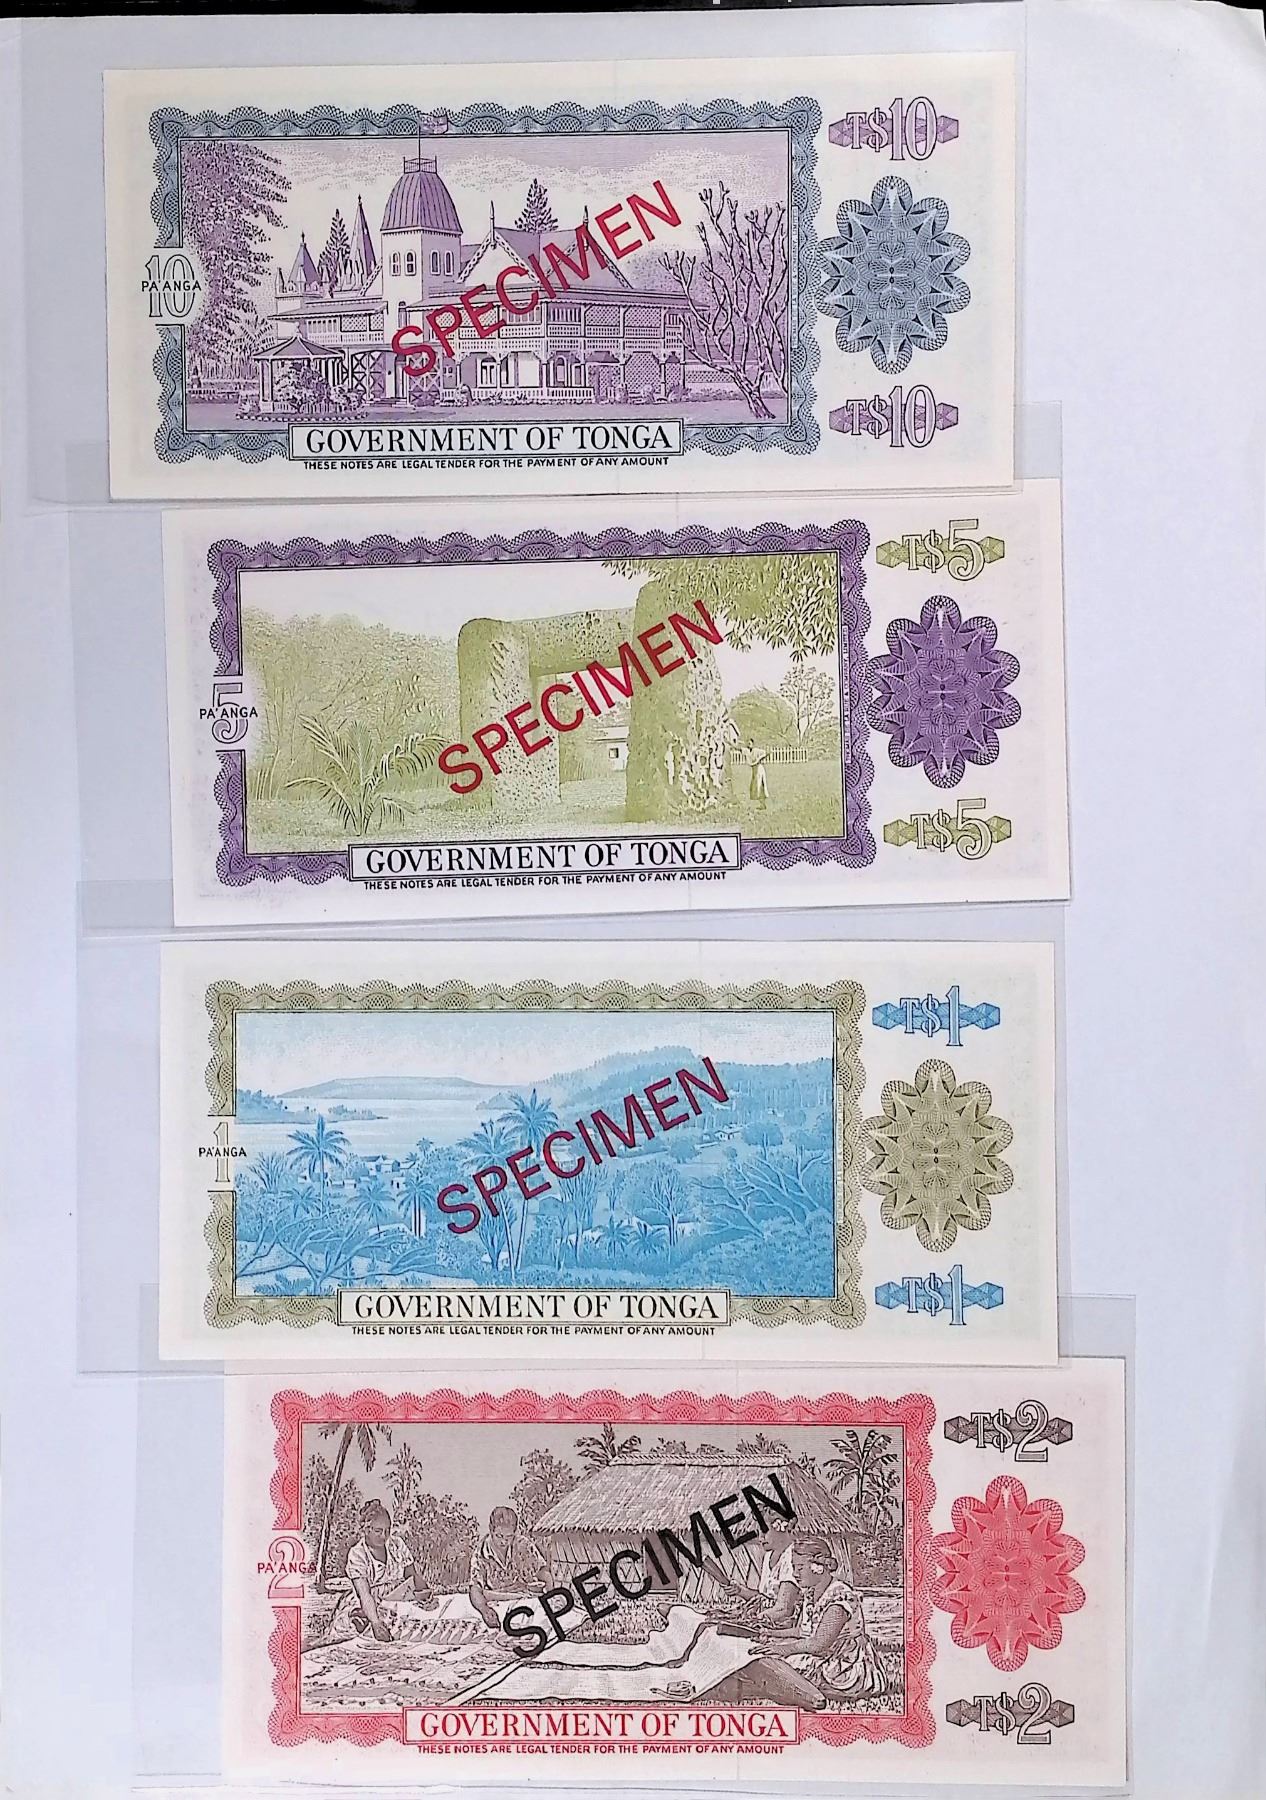 T$10
SPECIMEN
10
PA'ANGA
T$10
GOVERNMENT OF TONGA
THESE NOTES ARE LEGAL TENDER FOR THE PAYMENT OF ANY AMOUNT
T$5
SPECIMEN
5
PA'ANGA
T$5
GOVERNMENT OF TONGA
THESE NOTES ARE LEGAL TENDER FOR THE PAYMENT OF ANY AMOUNT
T$1
SPECIMEN
1
PA'ANGA
T$1
GOVERNMENT OF TONGA
THESE NOTES ARE LEGAL TENDER FOR THE PAYMENT OF ANY AMOUNT
T$2
SPECIMEN
2
PA'ANGA
T$2
GOVERNMENT OF TONGA
THESE NOTES ARE LEGAL TENDER FOR THE PAYMENT OF ANY AMOUNT